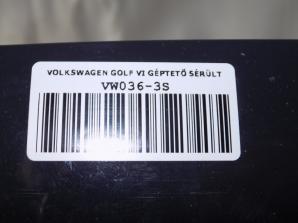 VOLKSWAGEN GOLF VI GÉPTETŐ SÉRÜLT
VW036-3S